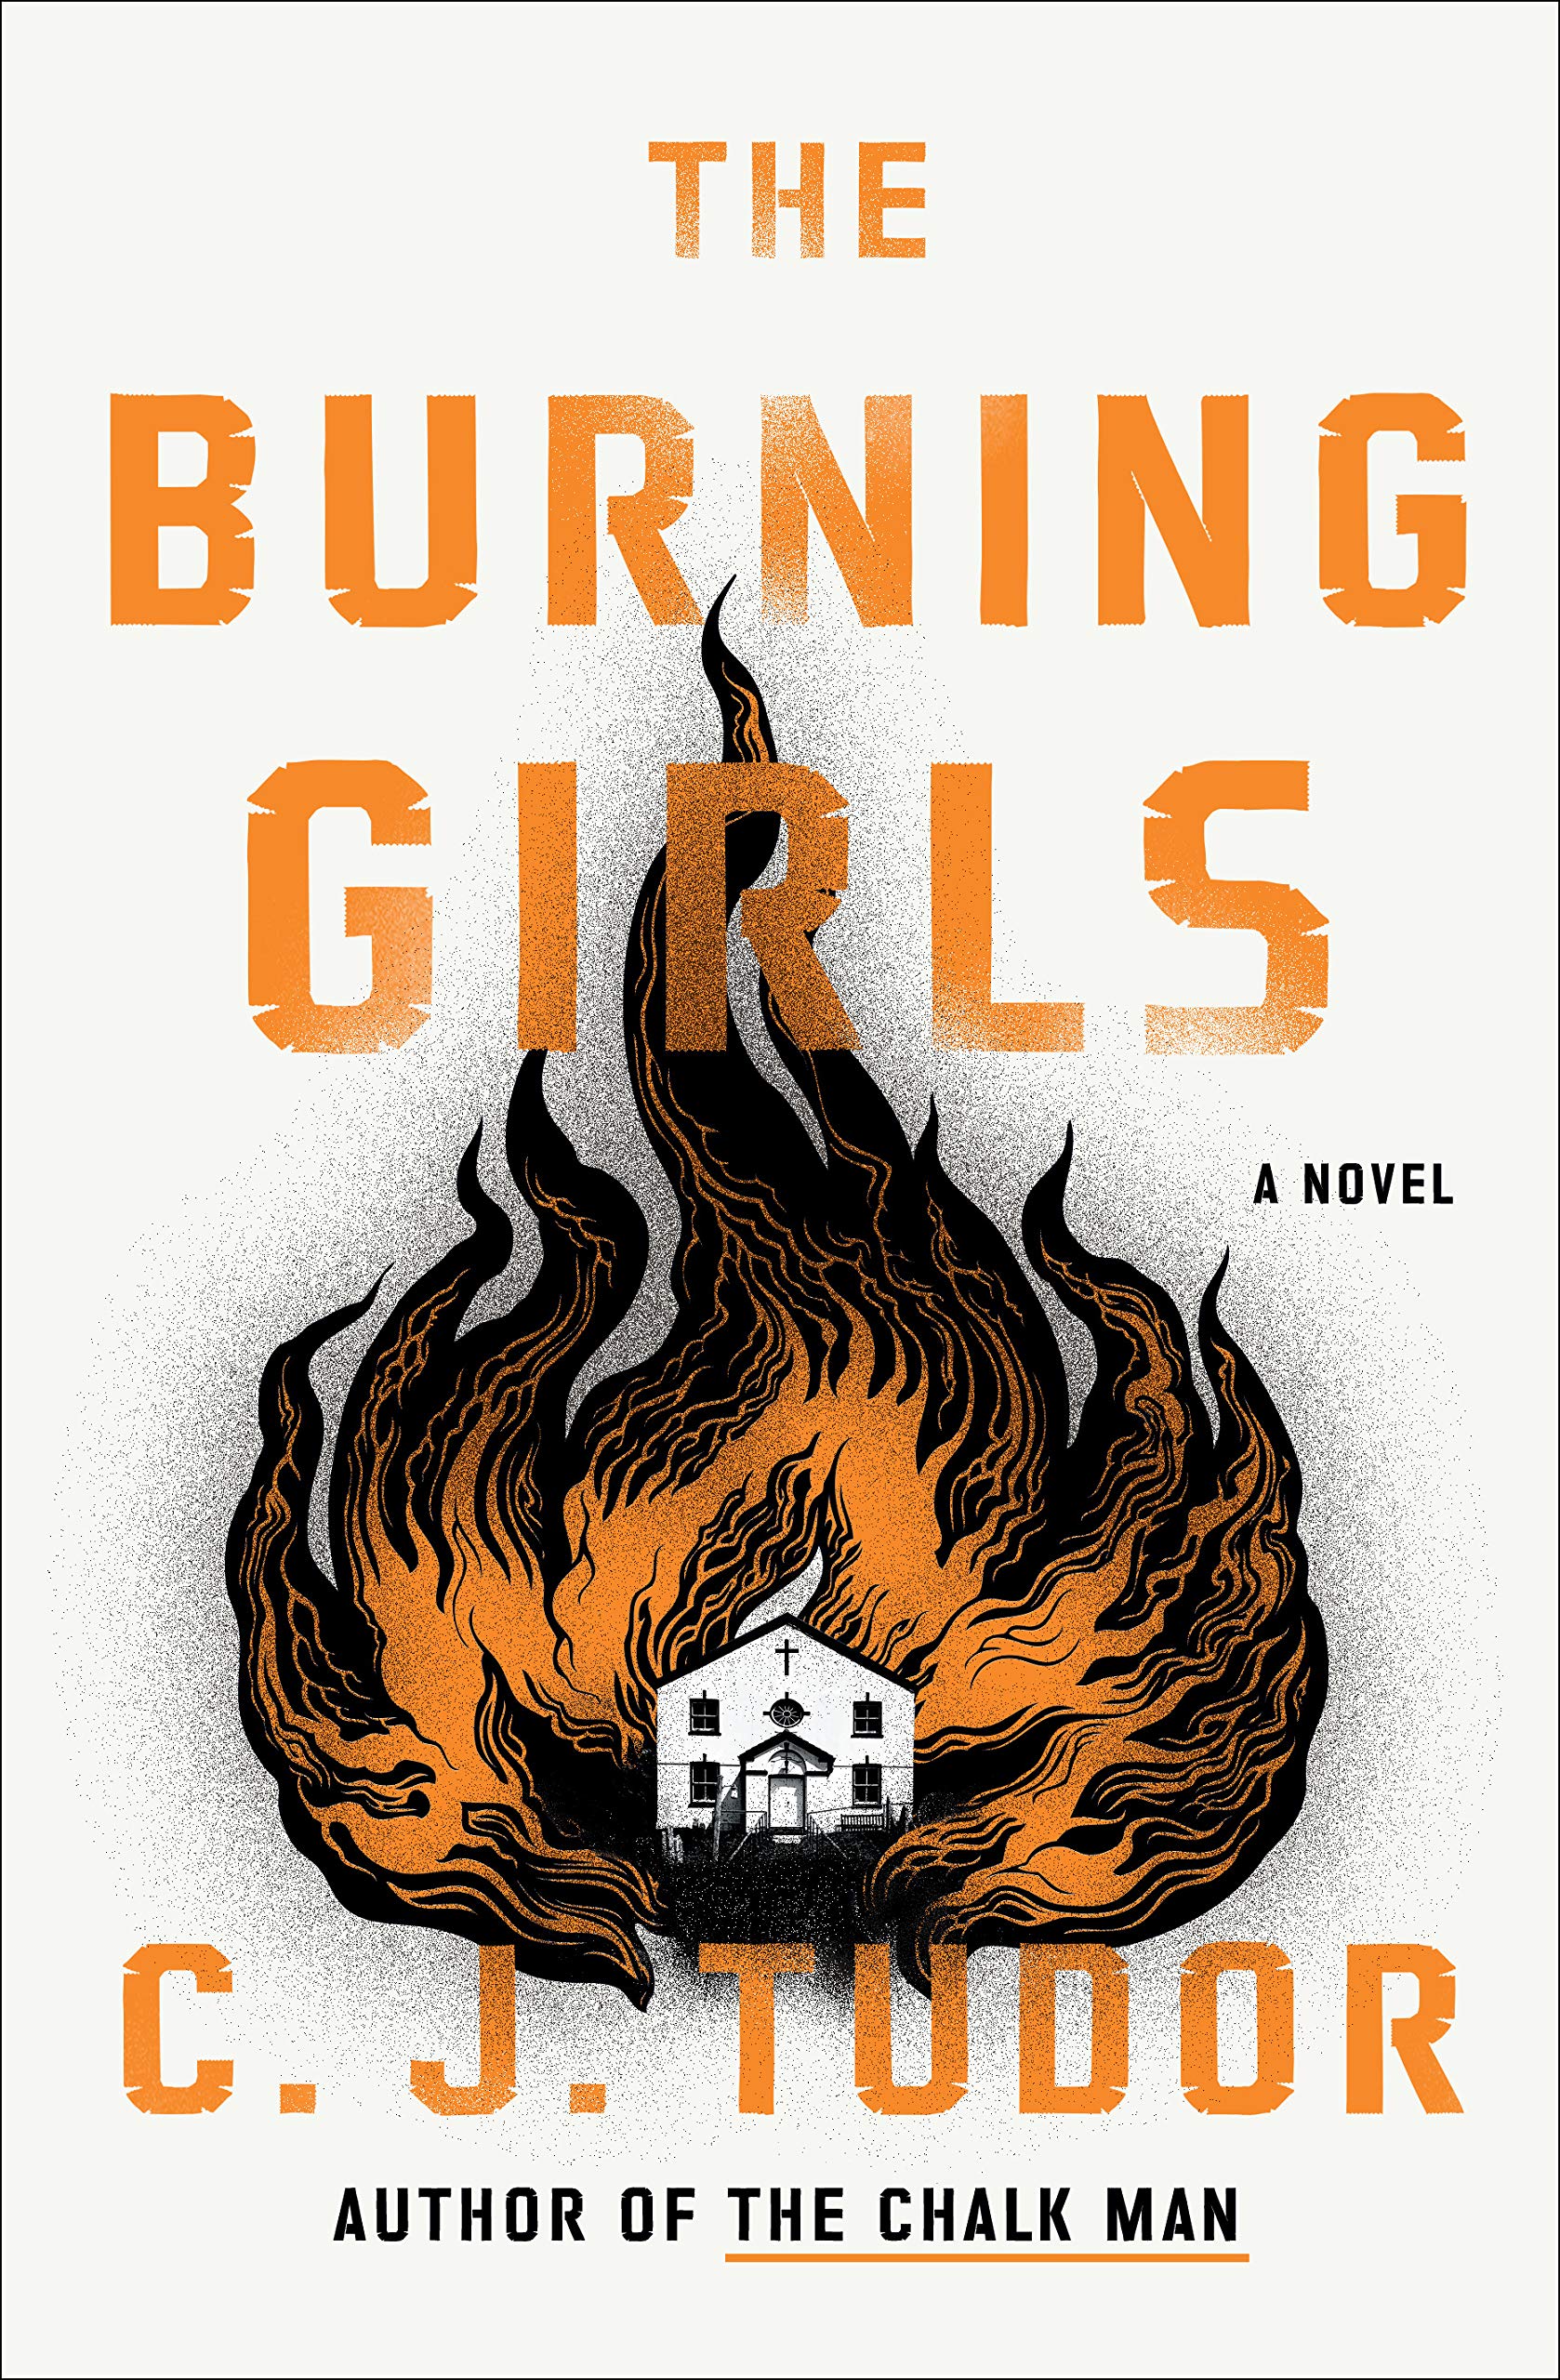 THE
BURNING
GIRLS
A NOVEL
C. J. TUDOR
AUTHOR OF THE CHALK MAN